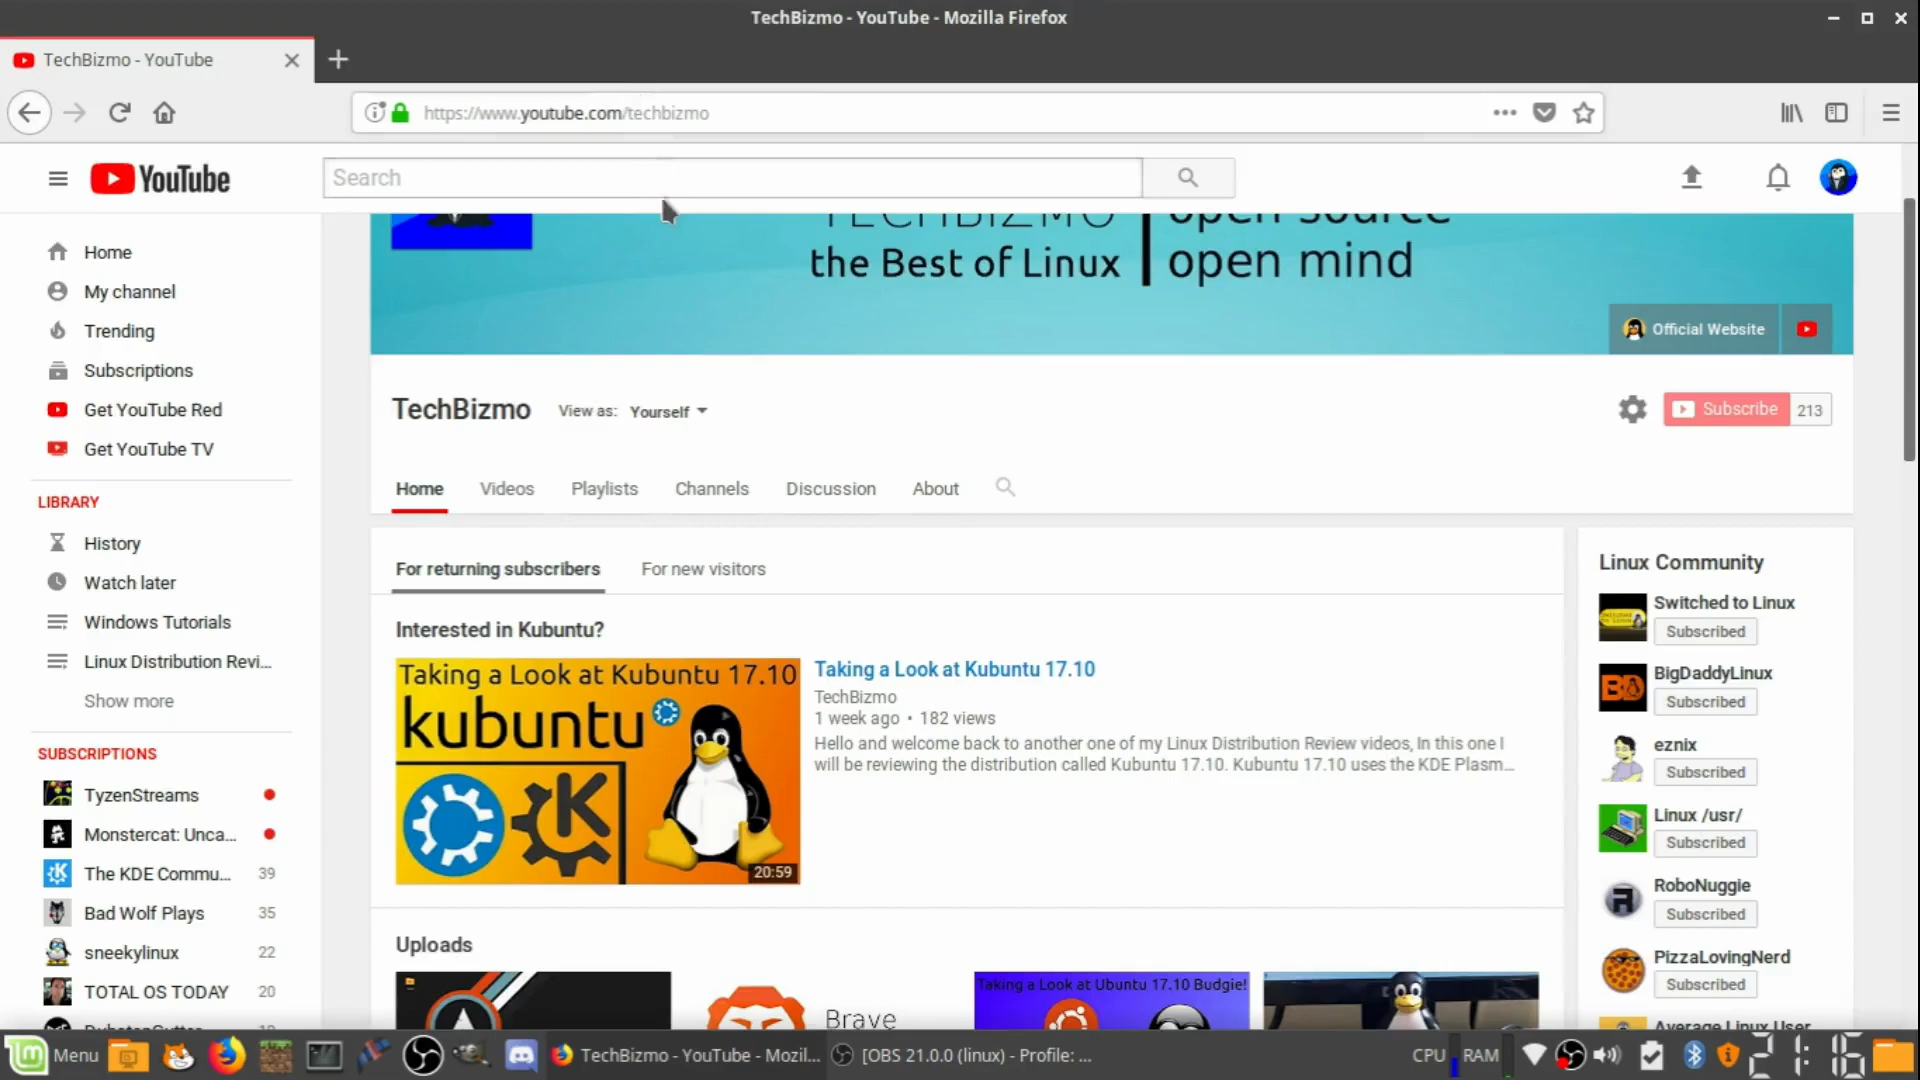 TechBizmo - YouTube - Mozilla Firefox
TechBizmo - YouTube
https://www.youtube.com/techbizmo
YouTube
Search
TECHBIZMO
open source
the Best of Linux
open mind
Official Website
Home
My channel
Trending
Subscriptions
Get YouTube Red
Get YouTube TV
LIBRARY
History
Watch later
Windows Tutorials
Linux Distribution Revi...
Show more
SUBSCRIPTIONS
TyzenStreams
Monstercat: Unca...
The KDE Commu... 39
Bad Wolf Plays 35
sneekylinux 22
TOTAL OS TODAY 20
TechBizmo
View as: Yourself
Subscribe 213
Home Videos Playlists Channels Discussion About
For returning subscribers For new visitors
Interested in Kubuntu?
Taking a Look at Kubuntu 17.10
kubuntu
20:59
Taking a Look at Kubuntu 17.10
TechBizmo
1 week ago • 182 views
Hello and welcome back to another one of my Linux Distribution Review videos, In this one I
will be reviewing the distribution called Kubuntu 17.10. Kubuntu 17.10 uses the KDE Plasm...
Uploads
Brave
Taking a Look at Ubuntu 17.10 Budgie!
Linux Community
Switched to Linux
Subscribed
BigDaddyLinux
Subscribed
eznix
Subscribed
Linux /usr/
Subscribed
RoboNuggie
Subscribed
PizzaLovingNerd
Subscribed
Average Linux User
Menu
TechBizmo - YouTube - Mozil...
[OBS 21.0.0 (linux) - Profile: ...
CPU RAM
21:16